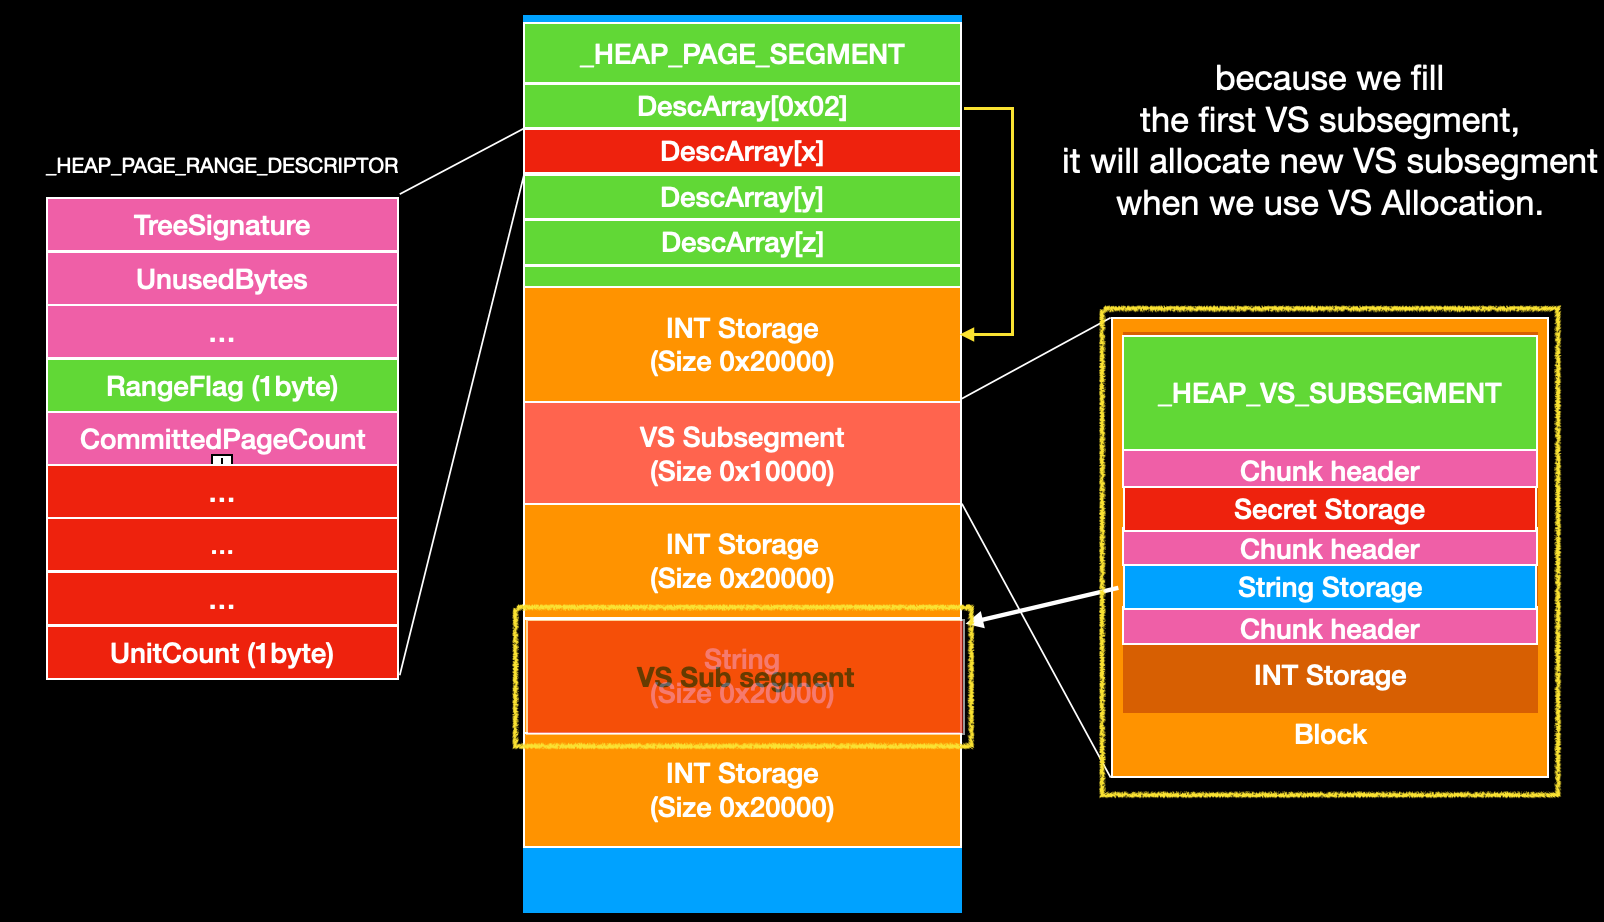 _HEAP_PAGE_RANGE_DESCRIPTOR
TreeSignature
UnusedBytes
...
RangeFlag (1byte)
CommittedPageCount
...
...
...
UnitCount (1byte)
_HEAP_PAGE_SEGMENT
DescArray[0x02]
DescArray[x]
DescArray[y]
DescArray[z]
INT Storage
(Size 0x20000)
VS Subsegment
(Size 0x10000)
INT Storage
(Size 0x20000)
String
VS Sub segment
(Size 0x20000)
INT Storage
(Size 0x20000)
because we fill
the first VS subsegment,
it will allocate new VS subsegment
when we use VS Allocation.
_HEAP_VS_SUBSEGMENT
Chunk header
Secret Storage
Chunk header
String Storage
Chunk header
INT Storage
Block